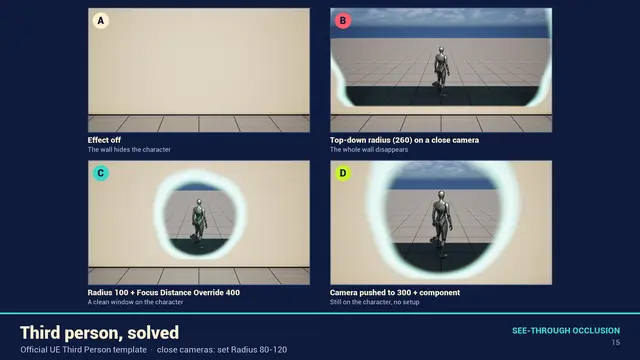 A
Effect off
The wall hides the character
B
Top-down radius (260) on a close camera
The whole wall disappears
C
Radius 100 + Focus Distance Override 400
A clean window on the character
D
Camera pushed to 300 + component
Still on the character, no setup
Third person, solved
Official UE Third Person template · close cameras: set Radius 80-120
SEE-THROUGH OCCLUSION
15